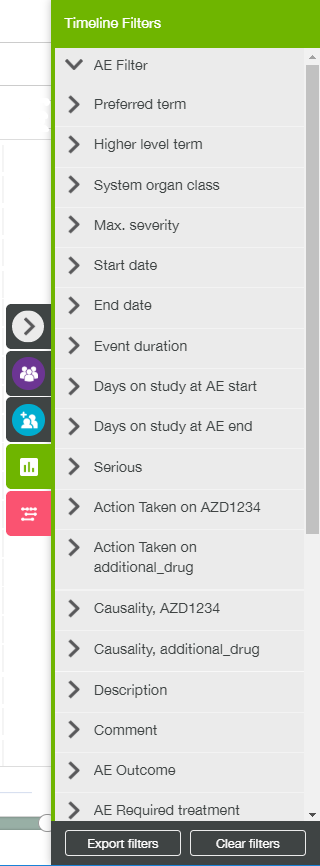 Timeline Filters
AE Filter
Preferred term
Higher level term
System organ class
Max. severity
Start date
End date
Event duration
Days on study at AE start
Days on study at AE end
Serious
Action Taken on AZD1234
Action Taken on
additional_drug
Causality, AZD1234
Causality, additional_drug
Description
Comment
AE Outcome
AE Required treatment
Export filters
Clear filters